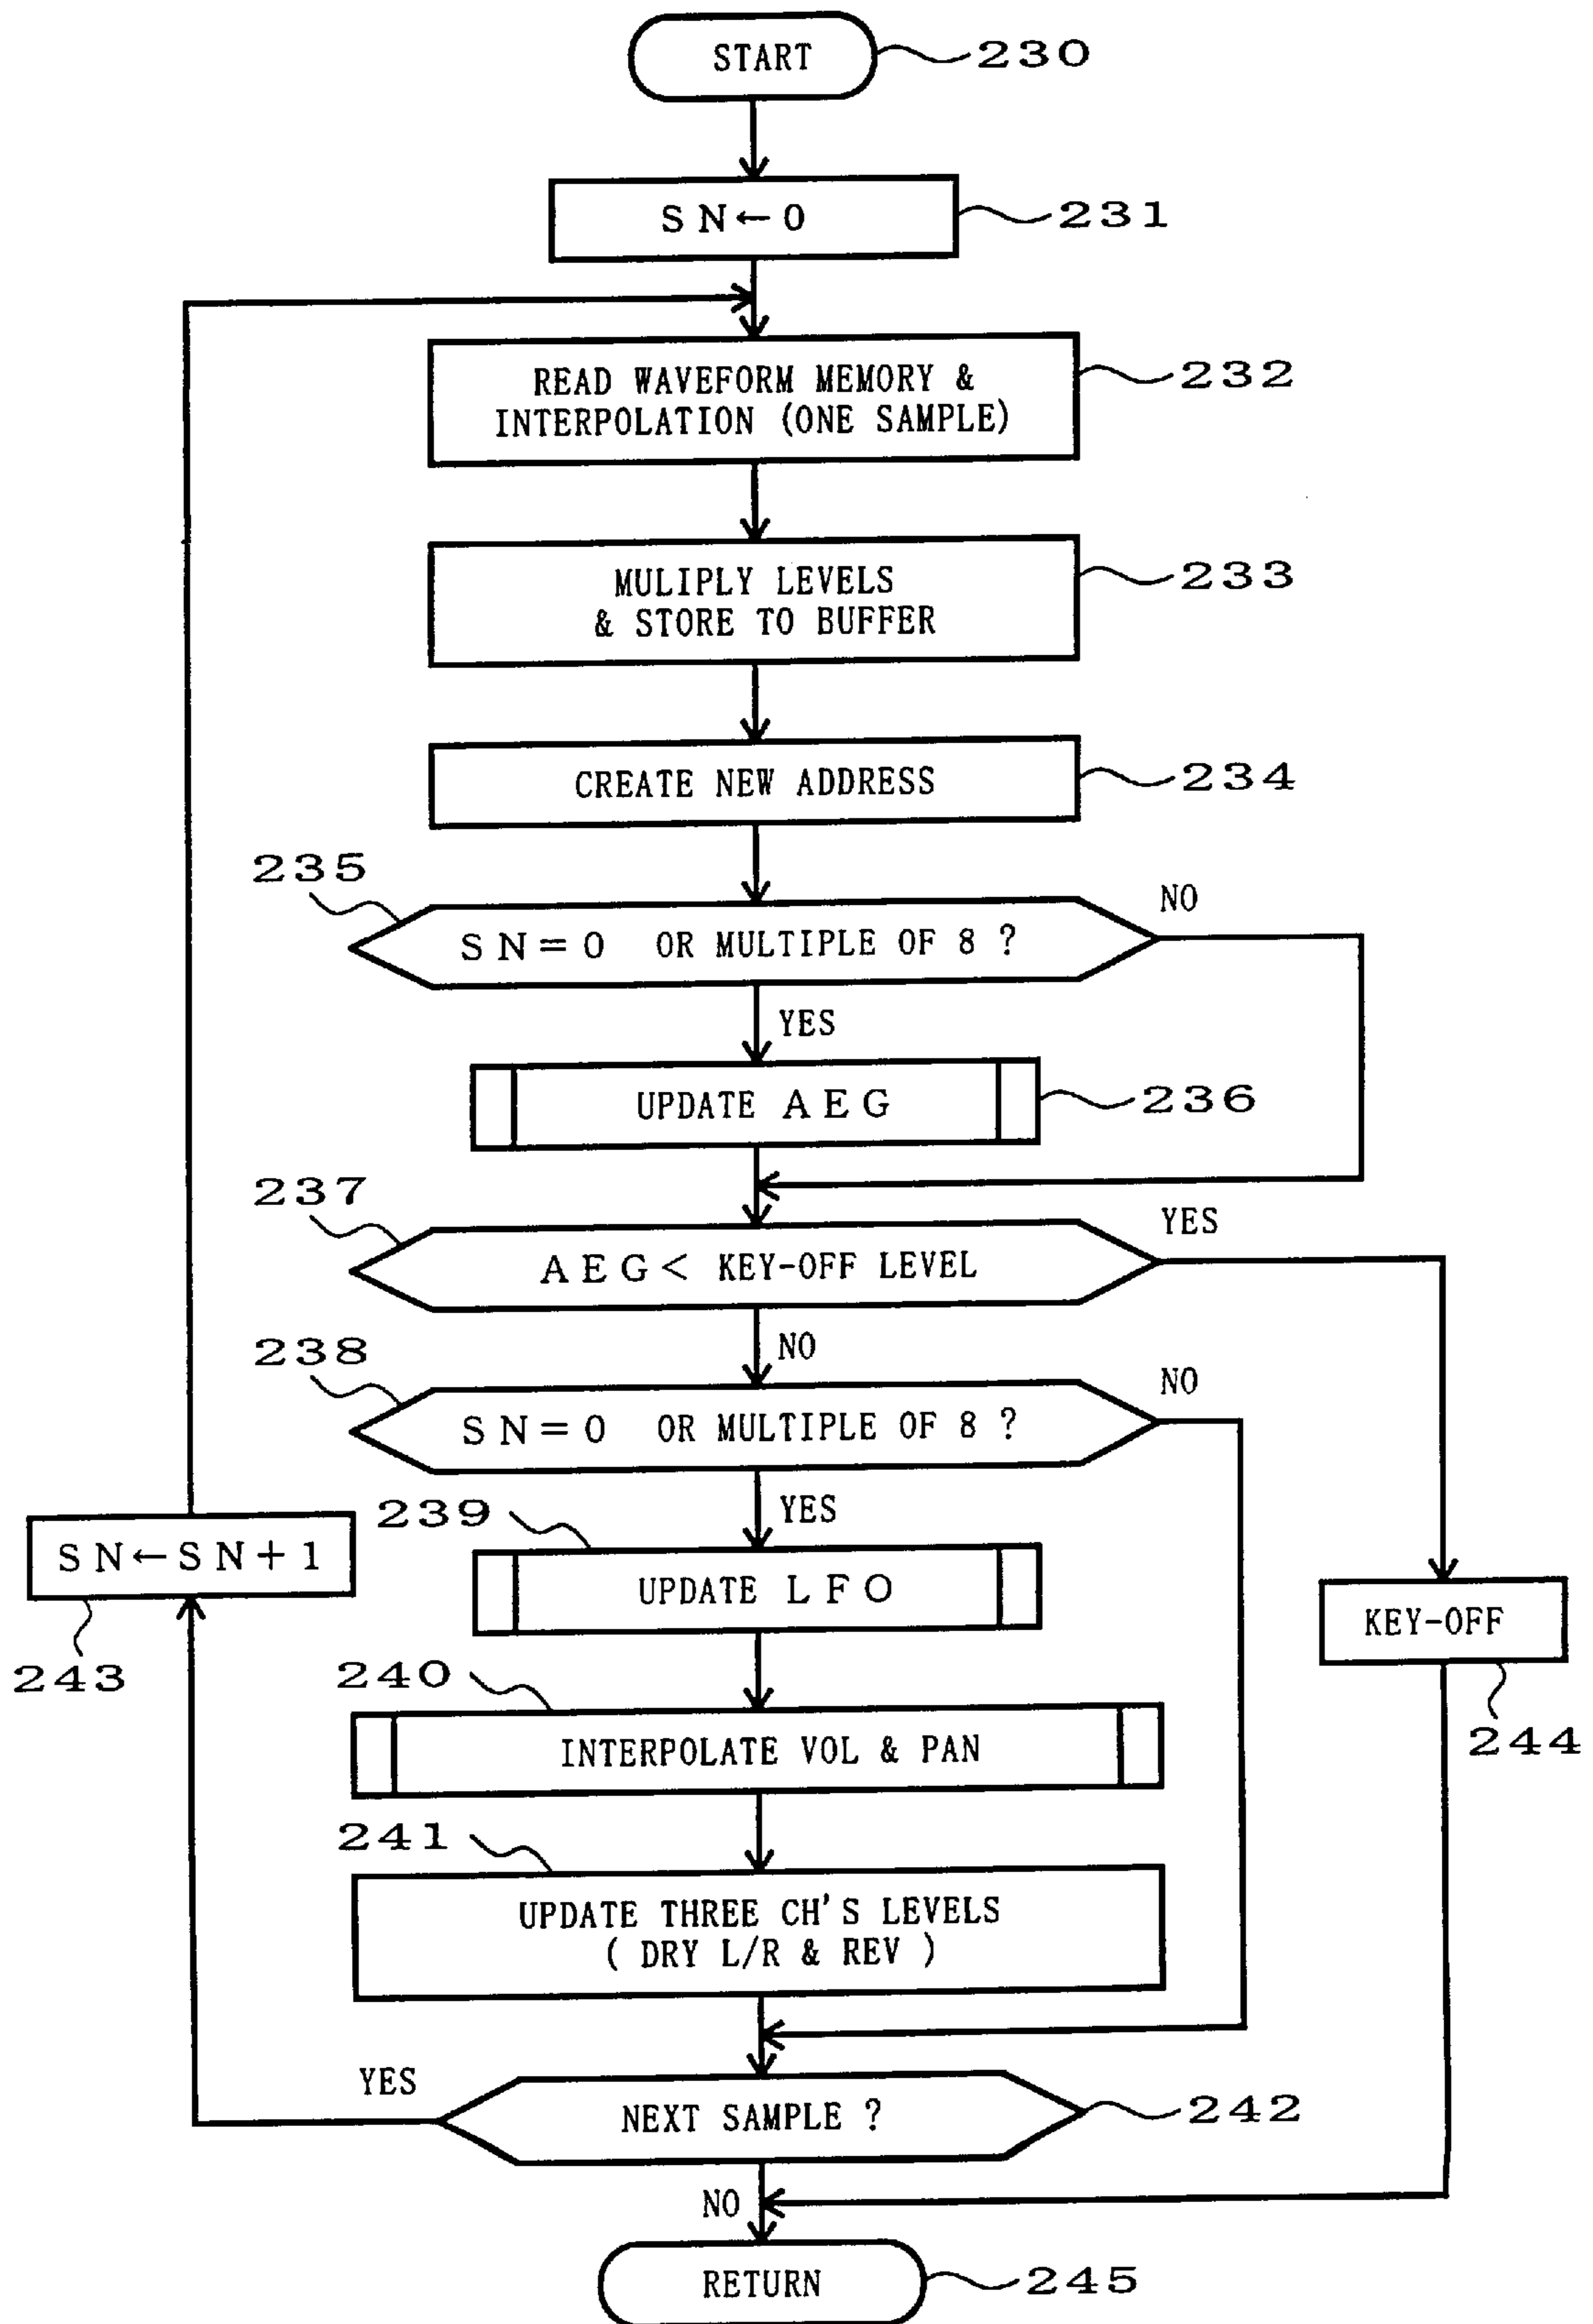 START
230
SN←0
231
READ WAVEFORM MEMORY &
INTERPOLATION (ONE SAMPLE)
232
MULIPLY LEVELS
& STORE TO BUFFER
233
CREATE NEW ADDRESS
234
235
SN=0 OR MULTIPLE OF 8 ?
NO
YES
UPDATE AEG
236
237
AEG< KEY-OFF LEVEL
YES
NO
238
SN=0 OR MULTIPLE OF 8 ?
NO
YES
239
UPDATE LFO
SN←SN+1
243
KEY-OFF
244
240
INTERPOLATE VOL & PAN
241
UPDATE THREE CH'S LEVELS
( DRY L/R & REV )
YES
NEXT SAMPLE ?
242
NO
RETURN
245